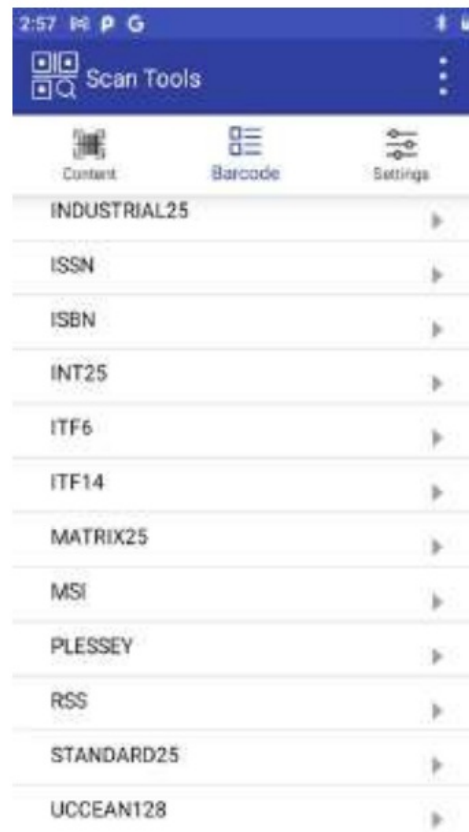 2:57 M P G
Scan Tools
Content Barcode Settings
INDUSTRIAL25
ISSN
ISBN
INT25
ITF6
ITF14
MATRIX25
MSI
PLESSEY
RSS
STANDARD25
UCCEAN128